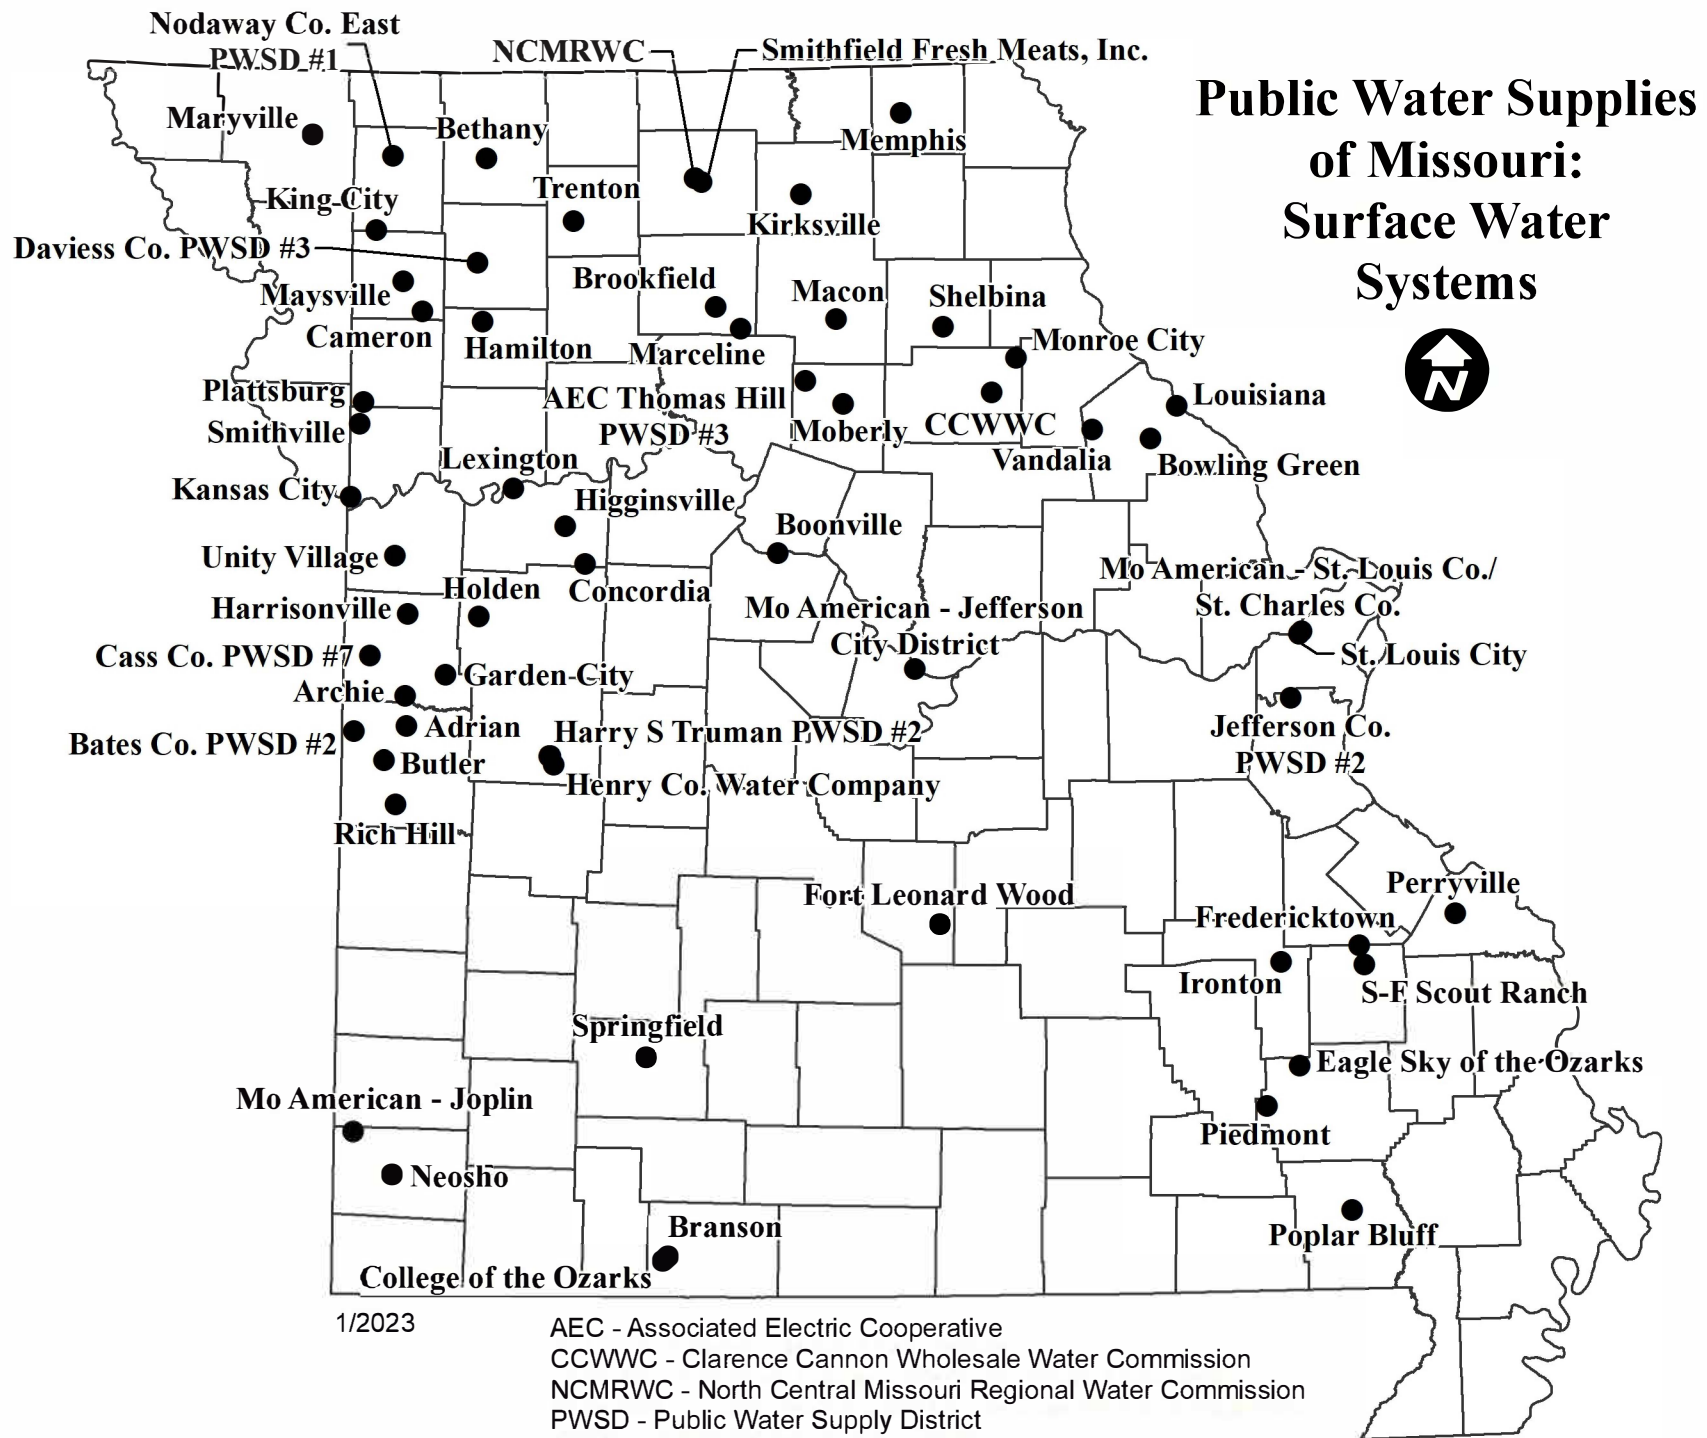 Public Water Supplies
of Missouri:
Surface Water
Systems
N
Nodaway Co. East
PWSD #1
NCMRWC
Smithfield Fresh Meats, Inc.
Maryville
Bethany
Memphis
King City
Trenton
Kirksville
Daviess Co. PWSD #3
Maysville
Brookfield
Macon
Shelbina
Cameron
Hamilton
Marceline
Monroe City
Plattsburg
AEC Thomas Hill
Louisiana
Smithville
PWSD #3
Moberly
CCWWC
Vandalia
Bowling Green
Lexington
Kansas City
Higginsville
Boonville
Unity Village
Holden
Concordia
Mo American - St. Louis Co./
St. Charles Co.
Harrisonville
Mo American - Jefferson
City District
St. Louis City
Cass Co. PWSD #7
Garden City
Archie
Adrian
Harry S Truman PWSD #2
Jefferson Co.
PWSD #2
Bates Co. PWSD #2
Butler
Henry Co. Water Company
Rich Hill
Fort Leonard Wood
Perryville
Fredericktown
Ironton
S-F Scout Ranch
Springfield
Eagle Sky of the Ozarks
Mo American - Joplin
Piedmont
Neosho
Branson
Poplar Bluff
College of the Ozarks
1/2023
AEC - Associated Electric Cooperative
CCWWC - Clarence Cannon Wholesale Water Commission
NCMRWC - North Central Missouri Regional Water Commission
PWSD - Public Water Supply District